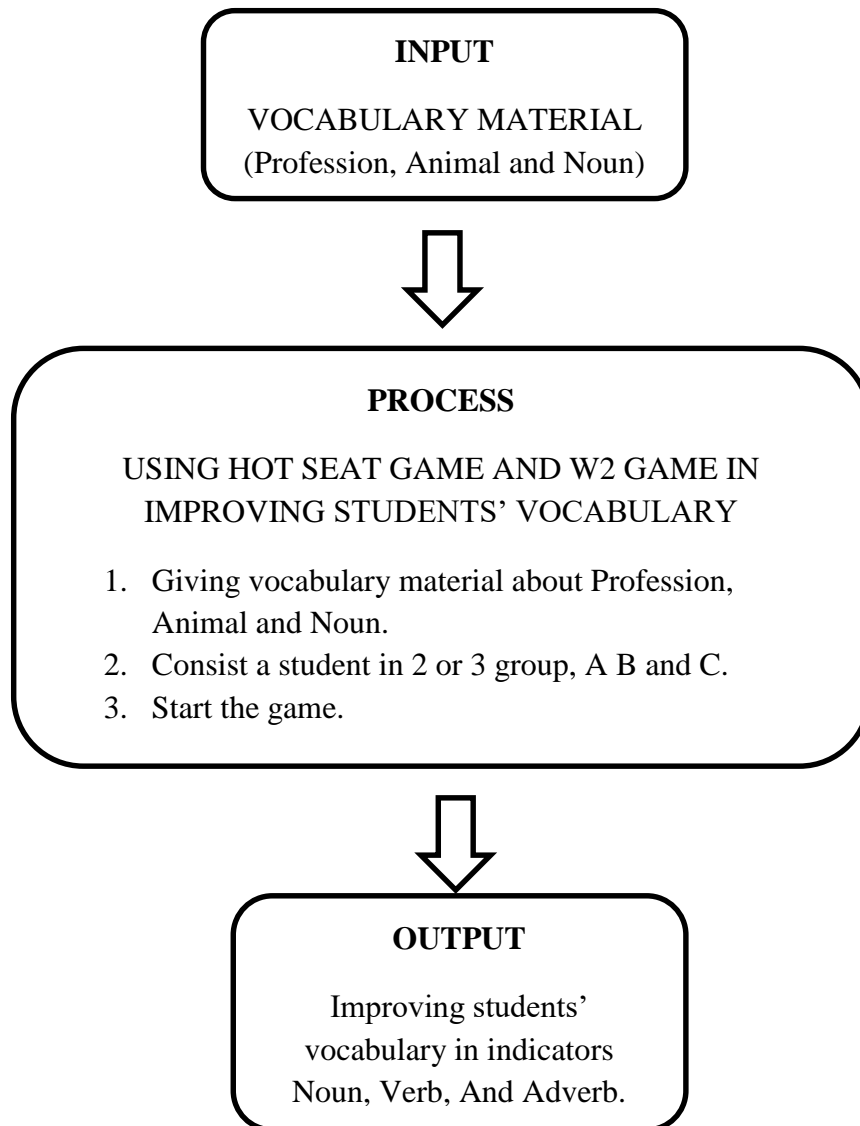 INPUT
VOCABULARY MATERIAL
(Profession, Animal and Noun)
PROCESS
USING HOT SEAT GAME AND W2 GAME IN
IMPROVING STUDENTS’ VOCABULARY
1. Giving vocabulary material about Profession,
Animal and Noun.
2. Consist a student in 2 or 3 group, A B and C.
3. Start the game.
OUTPUT
Improving students’
vocabulary in indicators
Noun, Verb, And Adverb.